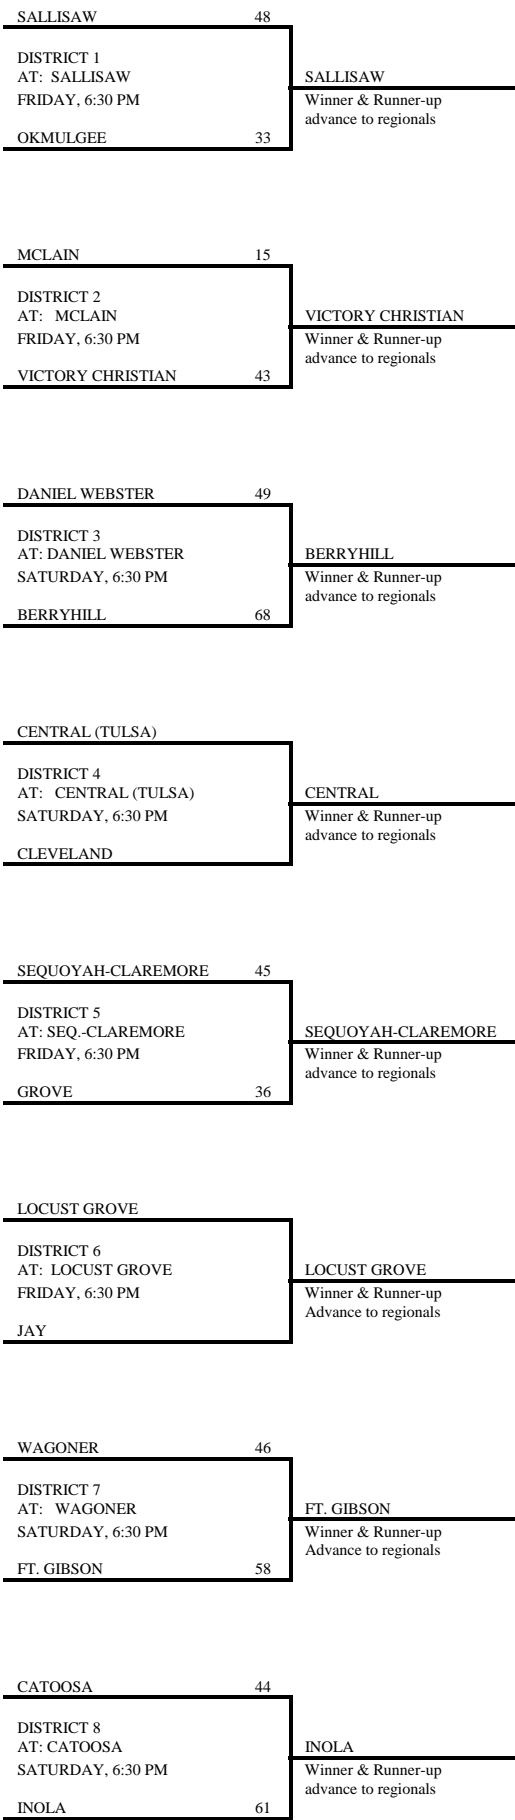 SALLISAW 48
DISTRICT 1
AT: SALLISAW
FRIDAY, 6:30 PM
OKMULGEE 33
SALLISAW
Winner & Runner-up
advance to regionals
MCLAIN 15
DISTRICT 2
AT: MCLAIN
FRIDAY, 6:30 PM
VICTORY CHRISTIAN 43
VICTORY CHRISTIAN
Winner & Runner-up
advance to regionals
DANIEL WEBSTER 49
DISTRICT 3
AT: DANIEL WEBSTER
SATURDAY, 6:30 PM
BERRYHILL 68
BERRYHILL
Winner & Runner-up
advance to regionals
CENTRAL (TULSA)
DISTRICT 4
AT: CENTRAL (TULSA)
SATURDAY, 6:30 PM
CLEVELAND
CENTRAL
Winner & Runner-up
advance to regionals
SEQUOYAH-CLAREMORE 45
DISTRICT 5
AT: SEQ.-CLAREMORE
FRIDAY, 6:30 PM
GROVE 36
SEQUOYAH-CLAREMORE
Winner & Runner-up
advance to regionals
LOCUST GROVE
DISTRICT 6
AT: LOCUST GROVE
FRIDAY, 6:30 PM
JAY
LOCUST GROVE
Winner & Runner-up
Advance to regionals
WAGONER 46
DISTRICT 7
AT: WAGONER
SATURDAY, 6:30 PM
FT. GIBSON 58
FT. GIBSON
Winner & Runner-up
Advance to regionals
CATOOSA 44
DISTRICT 8
AT: CATOOSA
SATURDAY, 6:30 PM
INOLA 61
INOLA
Winner & Runner-up
advance to regionals